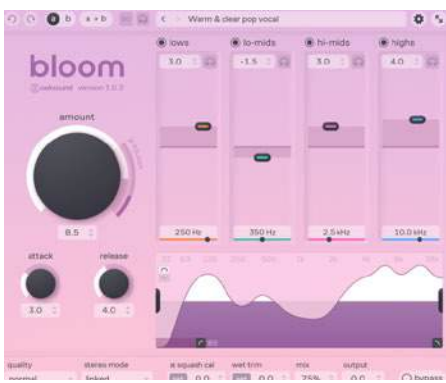 a b a > b Warm & clear pop vocal
lows lo-mids hi-mids highs
3.0 -1.5 3.0 4.0
bloom
oeksound version 1.0.3
amount
8.5
250 Hz 350 Hz 2.5 kHz 10.0 kHz
attack release
3.0 4.0
quality stereo mode squash cal wet trim mix output
normal linked 0.0 0.0 75% 0.0 bypass